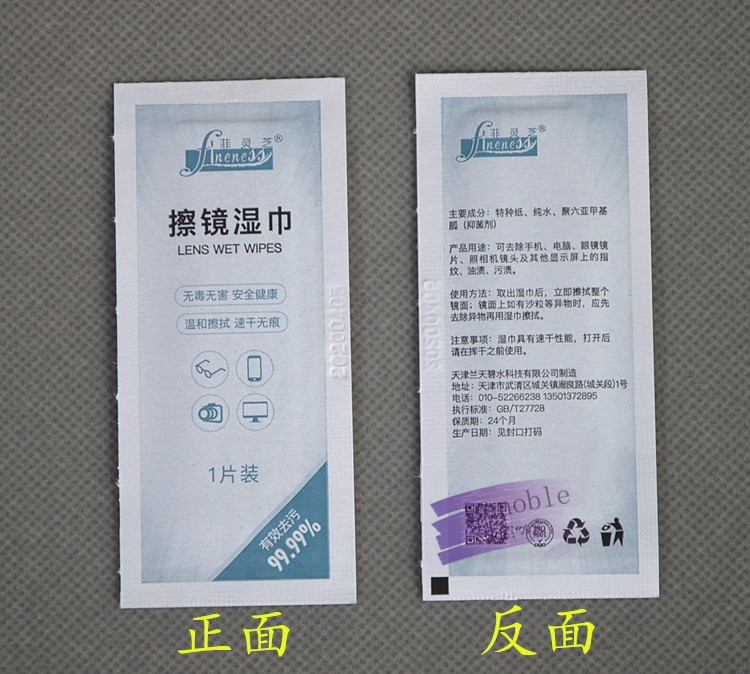 菲灵芝®
fineness
擦镜湿巾
LENS WET WIPES
无毒无害 安全健康
温和擦拭 速干无痕
1片装
有效去污
99.99%
正面
菲灵芝®
fineness
主要成分：特种纸、纯水、聚六亚甲基
胍（抑菌剂）
产品用途：可去除手机、电脑、眼镜镜
片、照相机镜头及其他显示屏上的指
纹、油渍、污渍。
使用方法：取出湿巾后，立即擦拭整个
镜面；镜面上如有沙粒等异物时，应先
去除异物再用湿巾擦拭。
注意事项：湿巾具有速干性能，打开后
请在挥干之前使用。
天津兰天碧水科技有限公司制造
地址：天津市武清区城关镇廊良路(城关段)1号
电话：010-52266238 13501372895
执行标准：GB/T27728
保质期：24个月
生产日期：见封口打码
反面